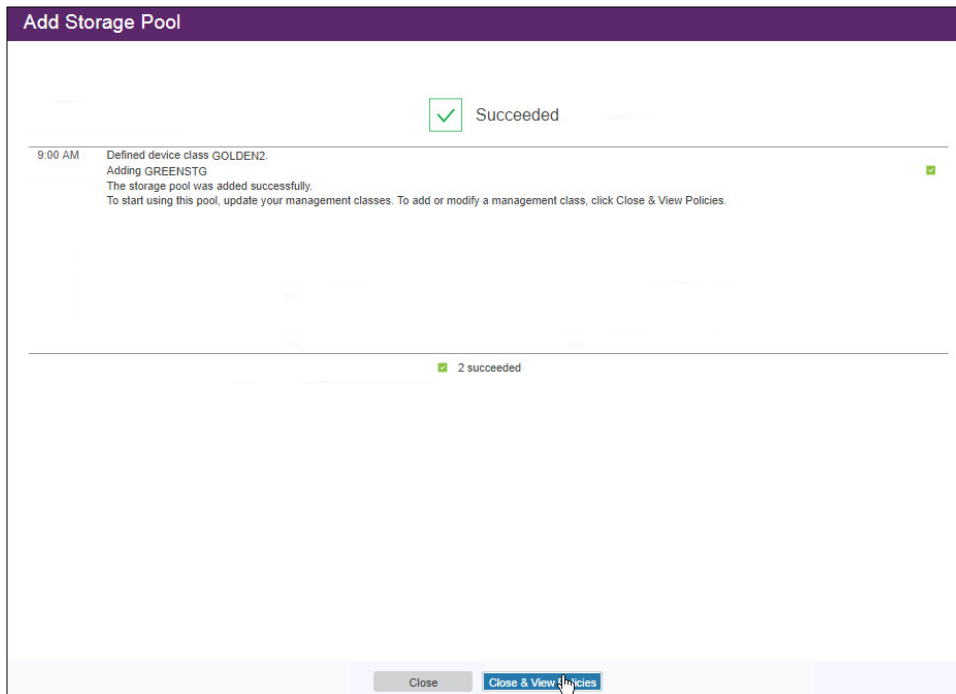 Add Storage Pool
Succeeded
9:00 AM Defined device class GOLDEN2.
Adding GREENSTG
The storage pool was added successfully.
To start using this pool, update your management classes. To add or modify a management class, click Close & View Policies.
2 succeeded
Close Close & View Policies